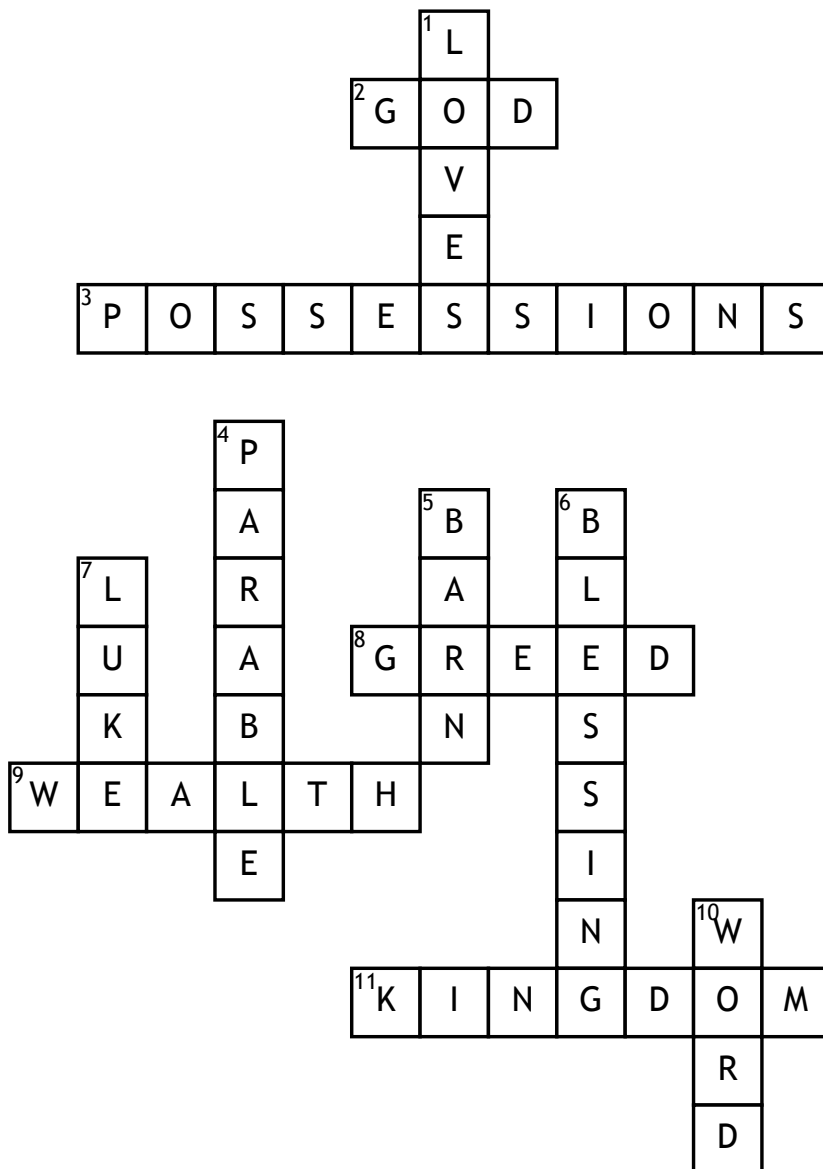 1 L
2 G O D
V
E
3 P O S S E S S I O N S
4 P
A 5 B 6 B
7 L R A L
U A 8 G R E E D
K B N S
9 W E A L T H S
E I
N 10 W
11 K I N G D O M
R
D